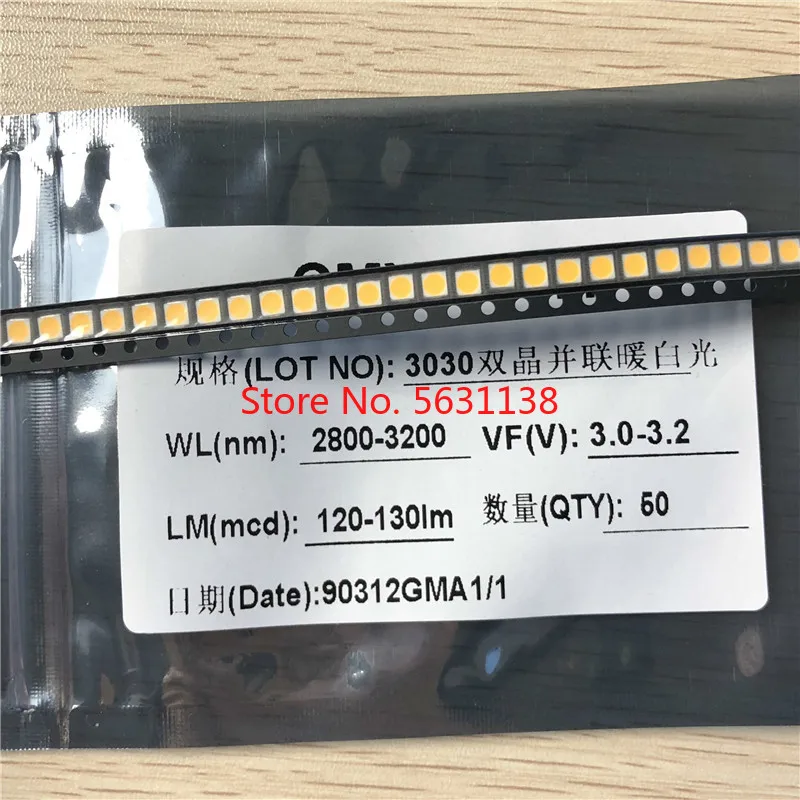 规格(LOT NO): 3030双晶并联暖白光
Store No. 5631138
WL(nm): 2800-3200 VF(V): 3.0-3.2
LM(mcd): 120-130lm 数量(QTY): 50
日期(Date):90312GMA1/1